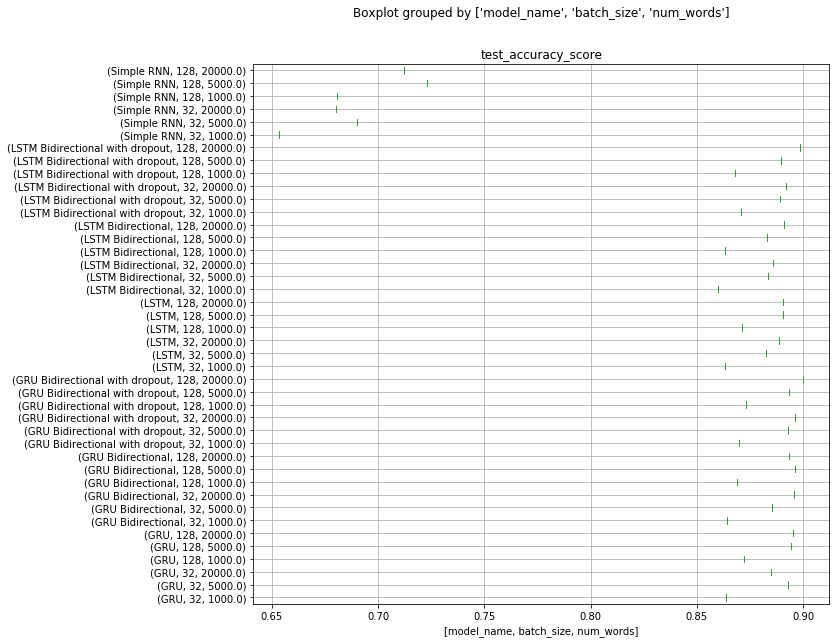 Boxplot grouped by ['model_name', 'batch_size', 'num_words']
test_accuracy_score
(Simple RNN, 128, 20000.0)
(Simple RNN, 128, 5000.0)
(Simple RNN, 128, 1000.0)
(Simple RNN, 32, 20000.0)
(Simple RNN, 32, 5000.0)
(Simple RNN, 32, 1000.0)
(LSTM Bidirectional with dropout, 128, 20000.0)
(LSTM Bidirectional with dropout, 128, 5000.0)
(LSTM Bidirectional with dropout, 128, 1000.0)
(LSTM Bidirectional with dropout, 32, 20000.0)
(LSTM Bidirectional with dropout, 32, 5000.0)
(LSTM Bidirectional with dropout, 32, 1000.0)
(LSTM Bidirectional, 128, 20000.0)
(LSTM Bidirectional, 128, 5000.0)
(LSTM Bidirectional, 128, 1000.0)
(LSTM Bidirectional, 32, 20000.0)
(LSTM Bidirectional, 32, 5000.0)
(LSTM Bidirectional, 32, 1000.0)
(LSTM, 128, 20000.0)
(LSTM, 128, 5000.0)
(LSTM, 128, 1000.0)
(LSTM, 32, 20000.0)
(LSTM, 32, 5000.0)
(LSTM, 32, 1000.0)
(GRU Bidirectional with dropout, 128, 20000.0)
(GRU Bidirectional with dropout, 128, 5000.0)
(GRU Bidirectional with dropout, 128, 1000.0)
(GRU Bidirectional with dropout, 32, 20000.0)
(GRU Bidirectional with dropout, 32, 5000.0)
(GRU Bidirectional with dropout, 32, 1000.0)
(GRU Bidirectional, 128, 20000.0)
(GRU Bidirectional, 128, 5000.0)
(GRU Bidirectional, 128, 1000.0)
(GRU Bidirectional, 32, 20000.0)
(GRU Bidirectional, 32, 5000.0)
(GRU Bidirectional, 32, 1000.0)
(GRU, 128, 20000.0)
(GRU, 128, 5000.0)
(GRU, 128, 1000.0)
(GRU, 32, 20000.0)
(GRU, 32, 5000.0)
(GRU, 32, 1000.0)
0.65 0.70 0.75 0.80 0.85 0.90
[model_name, batch_size, num_words]